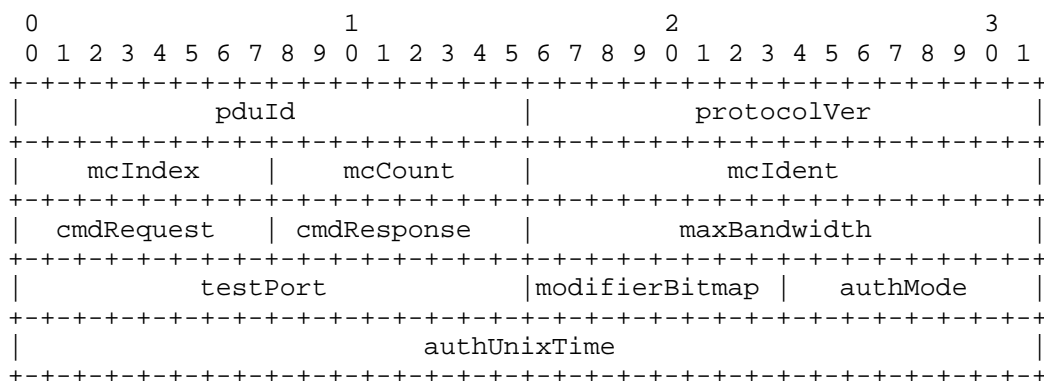 0                   1                   2                   3
0 1 2 3 4 5 6 7 8 9 0 1 2 3 4 5 6 7 8 9 0 1 2 3 4 5 6 7 8 9 0 1
+-+-+-+-+-+-+-+-+-+-+-+-+-+-+-+-+-+-+-+-+-+-+-+-+-+-+-+-+-+-+-+-+
|            pduId              |          protocolVer          |
+-+-+-+-+-+-+-+-+-+-+-+-+-+-+-+-+-+-+-+-+-+-+-+-+-+-+-+-+-+-+-+-+
|    mcIndex    |    mcCount    |            mcIdent            |
+-+-+-+-+-+-+-+-+-+-+-+-+-+-+-+-+-+-+-+-+-+-+-+-+-+-+-+-+-+-+-+-+
|  cmdRequest   | cmdResponse   |         maxBandwidth          |
+-+-+-+-+-+-+-+-+-+-+-+-+-+-+-+-+-+-+-+-+-+-+-+-+-+-+-+-+-+-+-+-+
|           testPort            |modifierBitmap |   authMode    |
+-+-+-+-+-+-+-+-+-+-+-+-+-+-+-+-+-+-+-+-+-+-+-+-+-+-+-+-+-+-+-+-+
|                         authUnixTime                          |
+-+-+-+-+-+-+-+-+-+-+-+-+-+-+-+-+-+-+-+-+-+-+-+-+-+-+-+-+-+-+-+-+